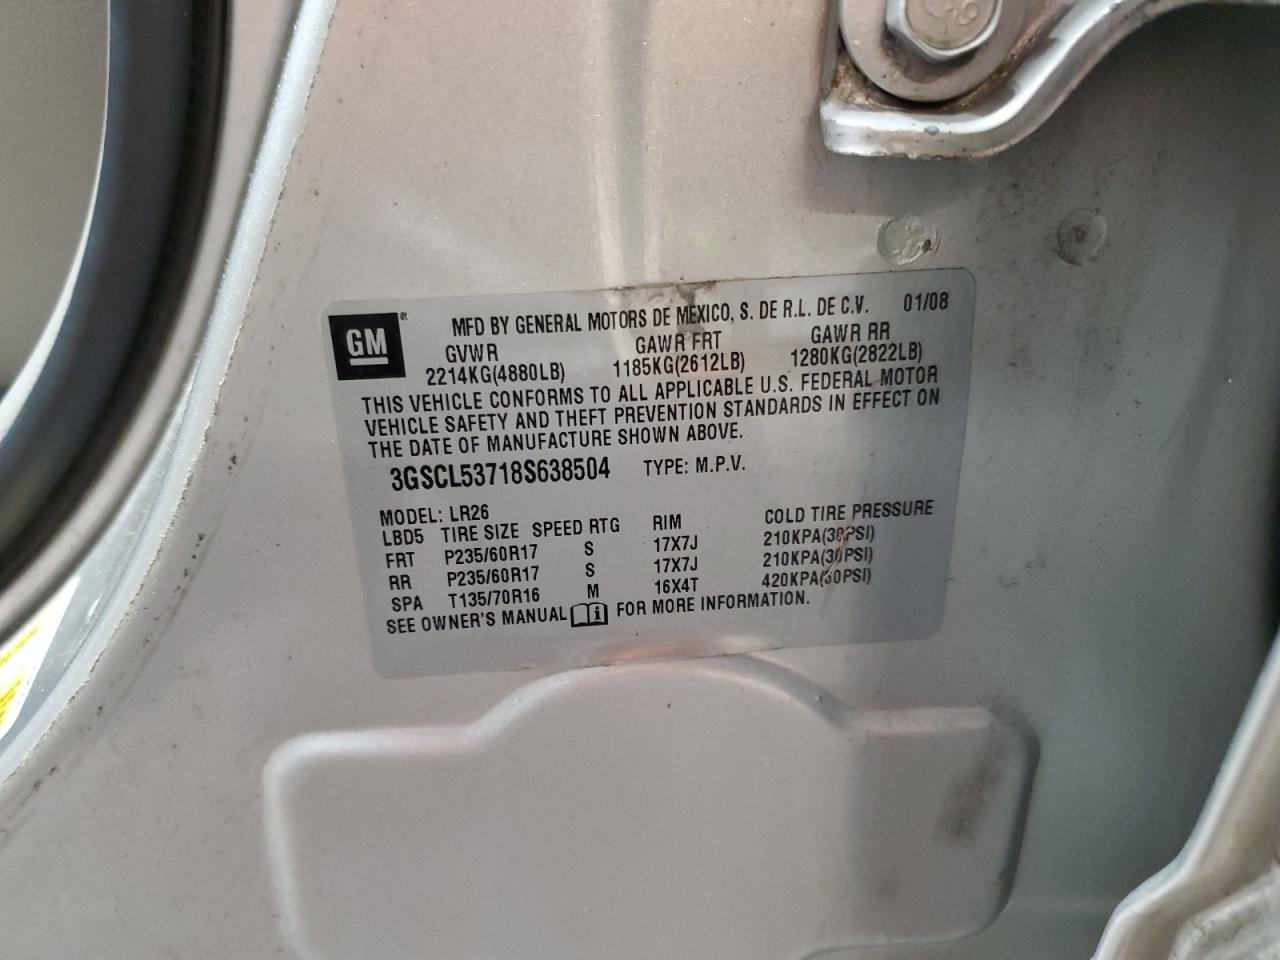 GM
MFD BY GENERAL MOTORS DE MEXICO, S. DE R.L. DE C.V. 01/08
GVWR GAWR FRT GAWR RR
2214KG(4880LB) 1185KG(2612LB) 1280KG(2822LB)
THIS VEHICLE CONFORMS TO ALL APPLICABLE U.S. FEDERAL MOTOR
VEHICLE SAFETY AND THEFT PREVENTION STANDARDS IN EFFECT ON
THE DATE OF MANUFACTURE SHOWN ABOVE.
3GSCL53718S638504 TYPE: M.P.V.
MODEL: LR26
LBD5 TIRE SIZE SPEED RTG RIM COLD TIRE PRESSURE
FRT P235/60R17 S 17X7J 210KPA(30PSI)
RR P235/60R17 S 17X7J 210KPA(30PSI)
SPA T135/70R16 M 16X4T 420KPA(60PSI)
SEE OWNER'S MANUAL FOR MORE INFORMATION.